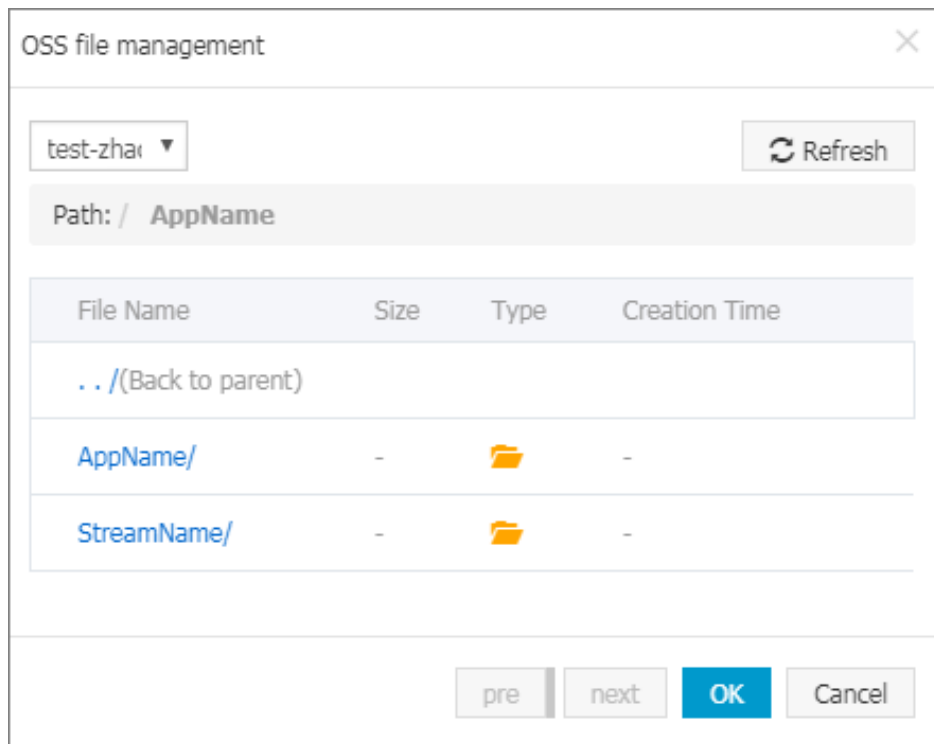 OSS file management
test-zha
Refresh
Path: / AppName
File Name Size Type Creation Time
. . /(Back to parent)
AppName/ - -
StreamName/ - -
pre next OK Cancel